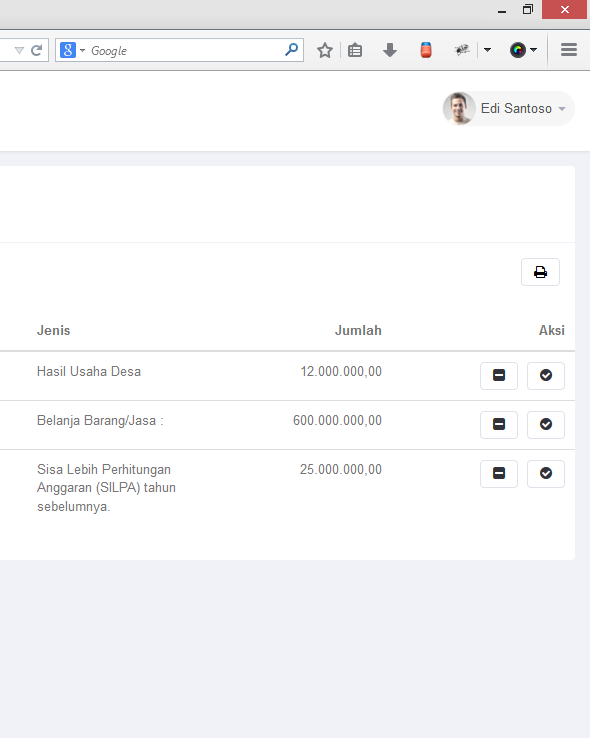 Google
Edi Santoso
Jenis Jumlah Aksi
Hasil Usaha Desa 12.000.000,00
Belanja Barang/Jasa : 600.000.000,00
Sisa Lebih Perhitungan 25.000.000,00
Anggaran (SILPA) tahun
sebelumnya.